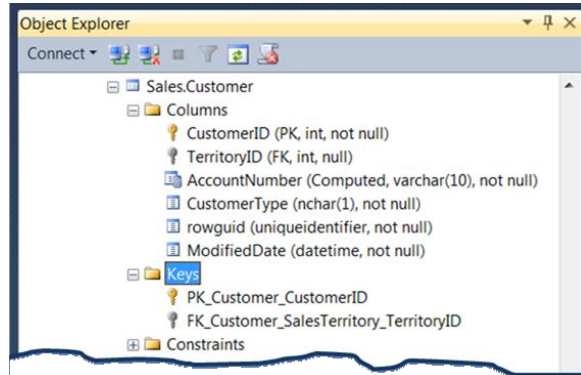 Object Explorer
Connect
Sales.Customer
Columns
CustomerID (PK, int, not null)
TerritoryID (FK, int, null)
AccountNumber (Computed, varchar(10), not null)
CustomerType (nchar(1), not null)
rowguid (uniqueidentifier, not null)
ModifiedDate (datetime, not null)
Keys
PK_Customer_CustomerID
FK_Customer_SalesTerritory_TerritoryID
Constraints